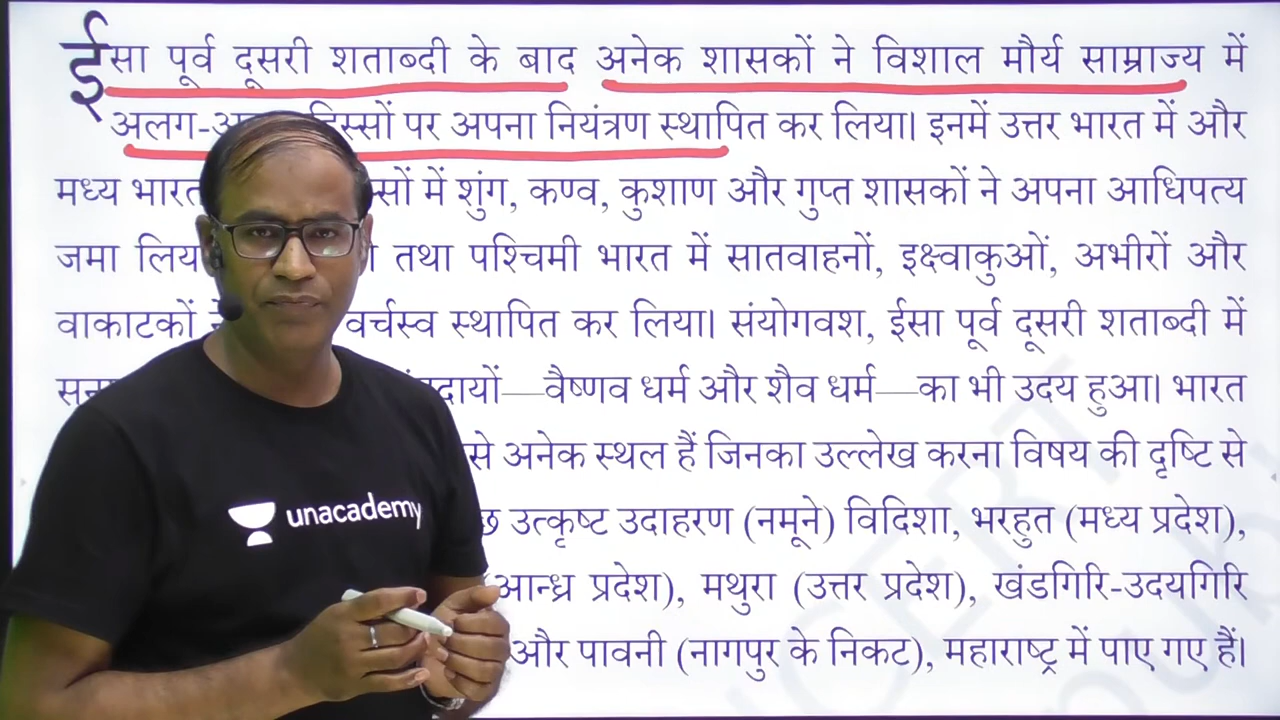 ईसा पूर्व दूसरी शताब्दी के बाद अनेक शासकों ने विशाल मौर्य साम्राज्य में
अलग- हिस्सों पर अपना नियंत्रण स्थापित कर लिया। इनमें उत्तर भारत में और
मध्य भारत में शुंग, कण्व, कुशाण और गुप्त शासकों ने अपना आधिपत्य
जमा तथा पश्चिमी भारत में सातवाहनों, इक्ष्वाकुओं, अभीरों और
वाकाटकों वर्चस्व स्थापित कर लिया। संयोगवश, ईसा पूर्व दूसरी शताब्दी में
—वैष्णव धर्म और शैव धर्म—का भी उदय हुआ। भारत
से अनेक स्थल हैं जिनका उल्लेख करना विषय की दृष्टि से
उत्कृष्ट उदाहरण (नमूने) विदिशा, भरहुत (मध्य प्रदेश),
(आन्ध्र प्रदेश), मथुरा (उत्तर प्रदेश), खंडगिरि-उदयगिरि
और पावनी (नागपुर के निकट), महाराष्ट्र में पाए गए हैं।
unacademy